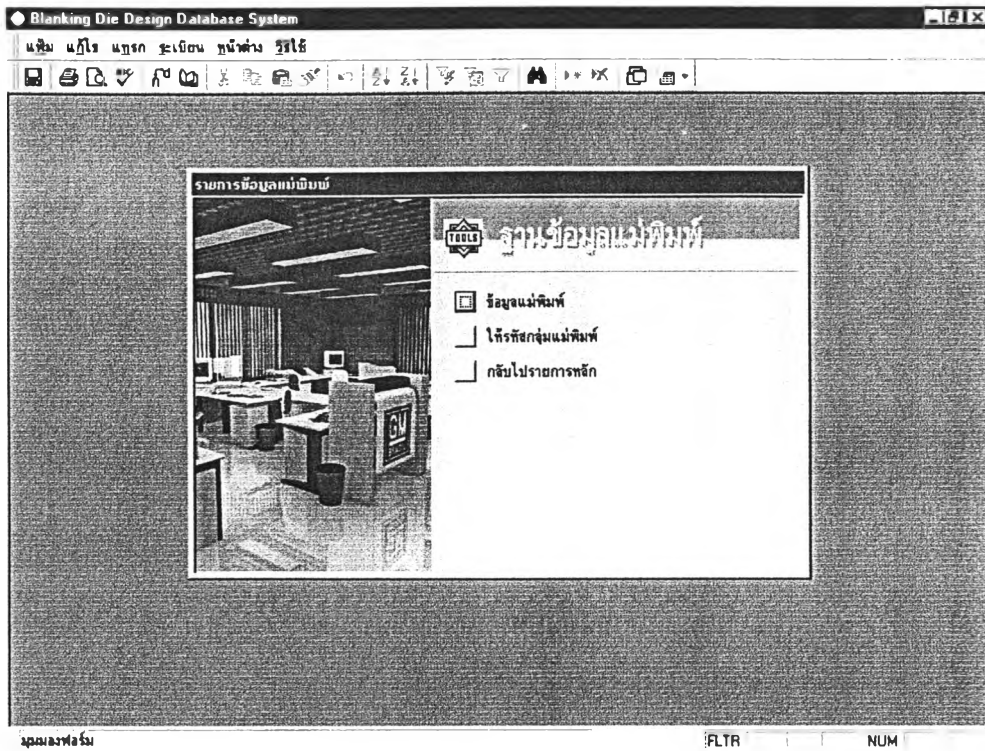 Blanking Die Design Database System
แฟ้ม แก้ไข แทรก ระเบียน หน้าต่าง วิธีใช้
รายการข้อมูลแม่พิมพ์
TOOLS ฐานข้อมูลแม่พิมพ์
ข้อมูลแม่พิมพ์
ให้รหัสกลุ่มแม่พิมพ์
กลับไปรายการหลัก
มุมมองฟอร์ม FLTR NUM